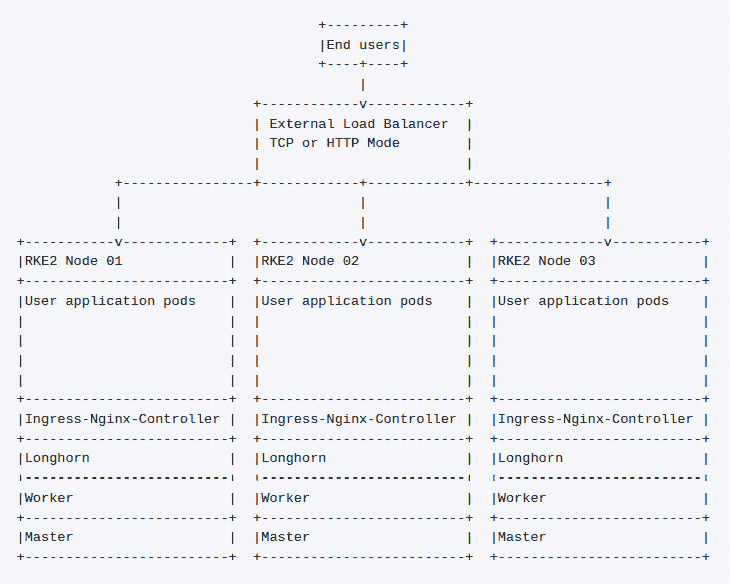 End users
External Load Balancer
TCP or HTTP Mode
RKE2 Node 01 RKE2 Node 02 RKE2 Node 03
User application pods User application pods User application pods
Ingress-Nginx-Controller Ingress-Nginx-Controller Ingress-Nginx-Controller
Longhorn Longhorn Longhorn
Worker Worker Worker
Master Master Master